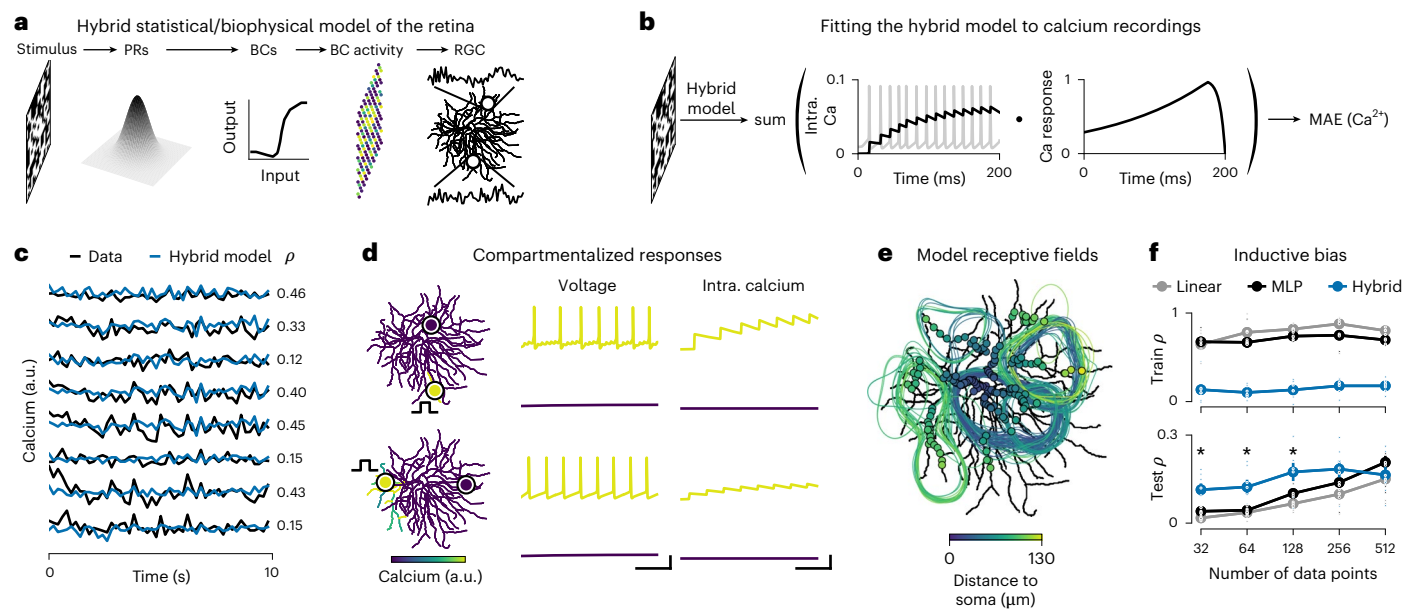 a Hybrid statistical/biophysical model of the retina
Stimulus PRs BCs BC activity RGC
Output
Input
b Fitting the hybrid model to calcium recordings
Hybrid model
sum
Intra. Ca
0.1
0
0 200
Time (ms)
Ca response
1
0
0 200
Time (ms)
MAE (Ca²⁺)
c Data Hybrid model ρ
Calcium (a.u.)
0.46
0.33
0.12
0.40
0.45
0.15
0.43
0.15
0 10
Time (s)
d Compartmentalized responses
Voltage Intra. calcium
Calcium (a.u.)
e Model receptive fields
0 130
Distance to
soma (μm)
f Inductive bias
Linear MLP Hybrid
Train ρ
1
0
Test ρ
0.3
* * *
0
32 64 128 256 512
Number of data points